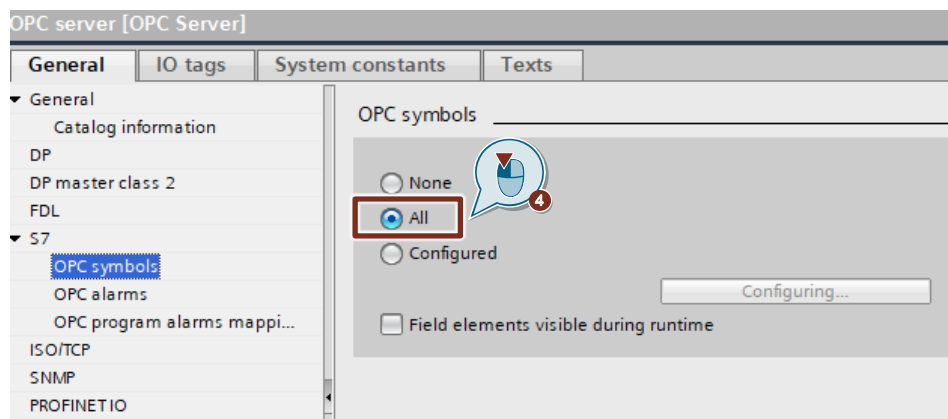 OPC server [OPC Server]
General IO tags System constants Texts
General
Catalog information
DP
DP master class 2
FDL
S7
OPC symbols
OPC alarms
OPC program alarms mappi...
ISO/TCP
SNMP
PROFINET IO
OPC symbols
None
4
All
Configured
Configuring...
Field elements visible during runtime